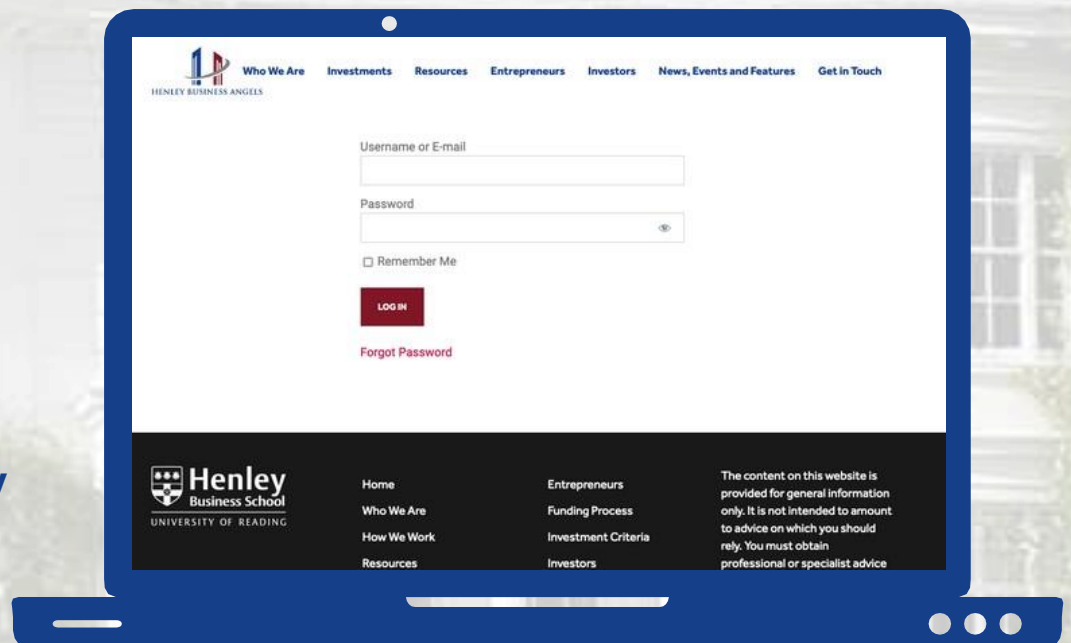 HENLEY BUSINESS ANGELS
Who We Are Investments Resources Entrepreneurs Investors News, Events and Features Get in Touch
Username or E-mail
Password
Remember Me
LOG IN
Forgot Password
Henley
Business School
UNIVERSITY OF READING
Home
Who We Are
How We Work
Resources
Entrepreneurs
Funding Process
Investment Criteria
Investors
The content on this website is
provided for general information
only. It is not intended to amount
to advice on which you should
rely. You must obtain
professional or specialist advice